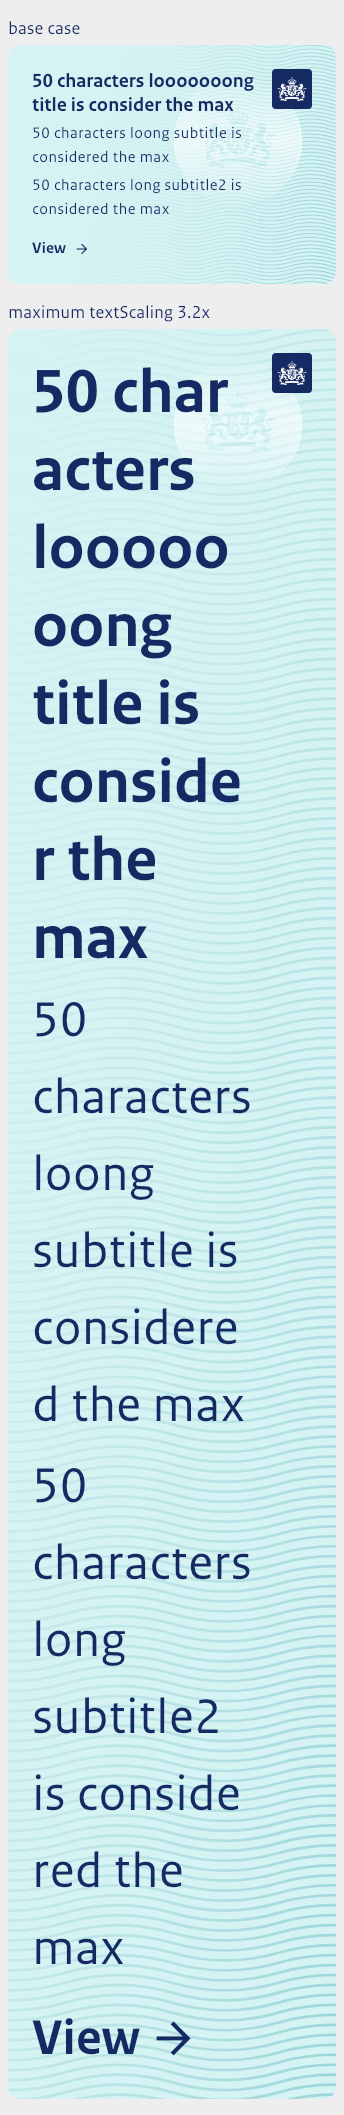 base case
50 characters looooooong
title is consider the max
50 characters loong subtitle is
considered the max
50 characters long subtitle2 is
considered the max
View →
maximum textScaling 3.2x
50 char
acters
looooo
oong
title is
conside
r the
max
50
characters
loong
subtitle is
considere
d the max
50
characters
long
subtitle2
is conside
red the
max
View →